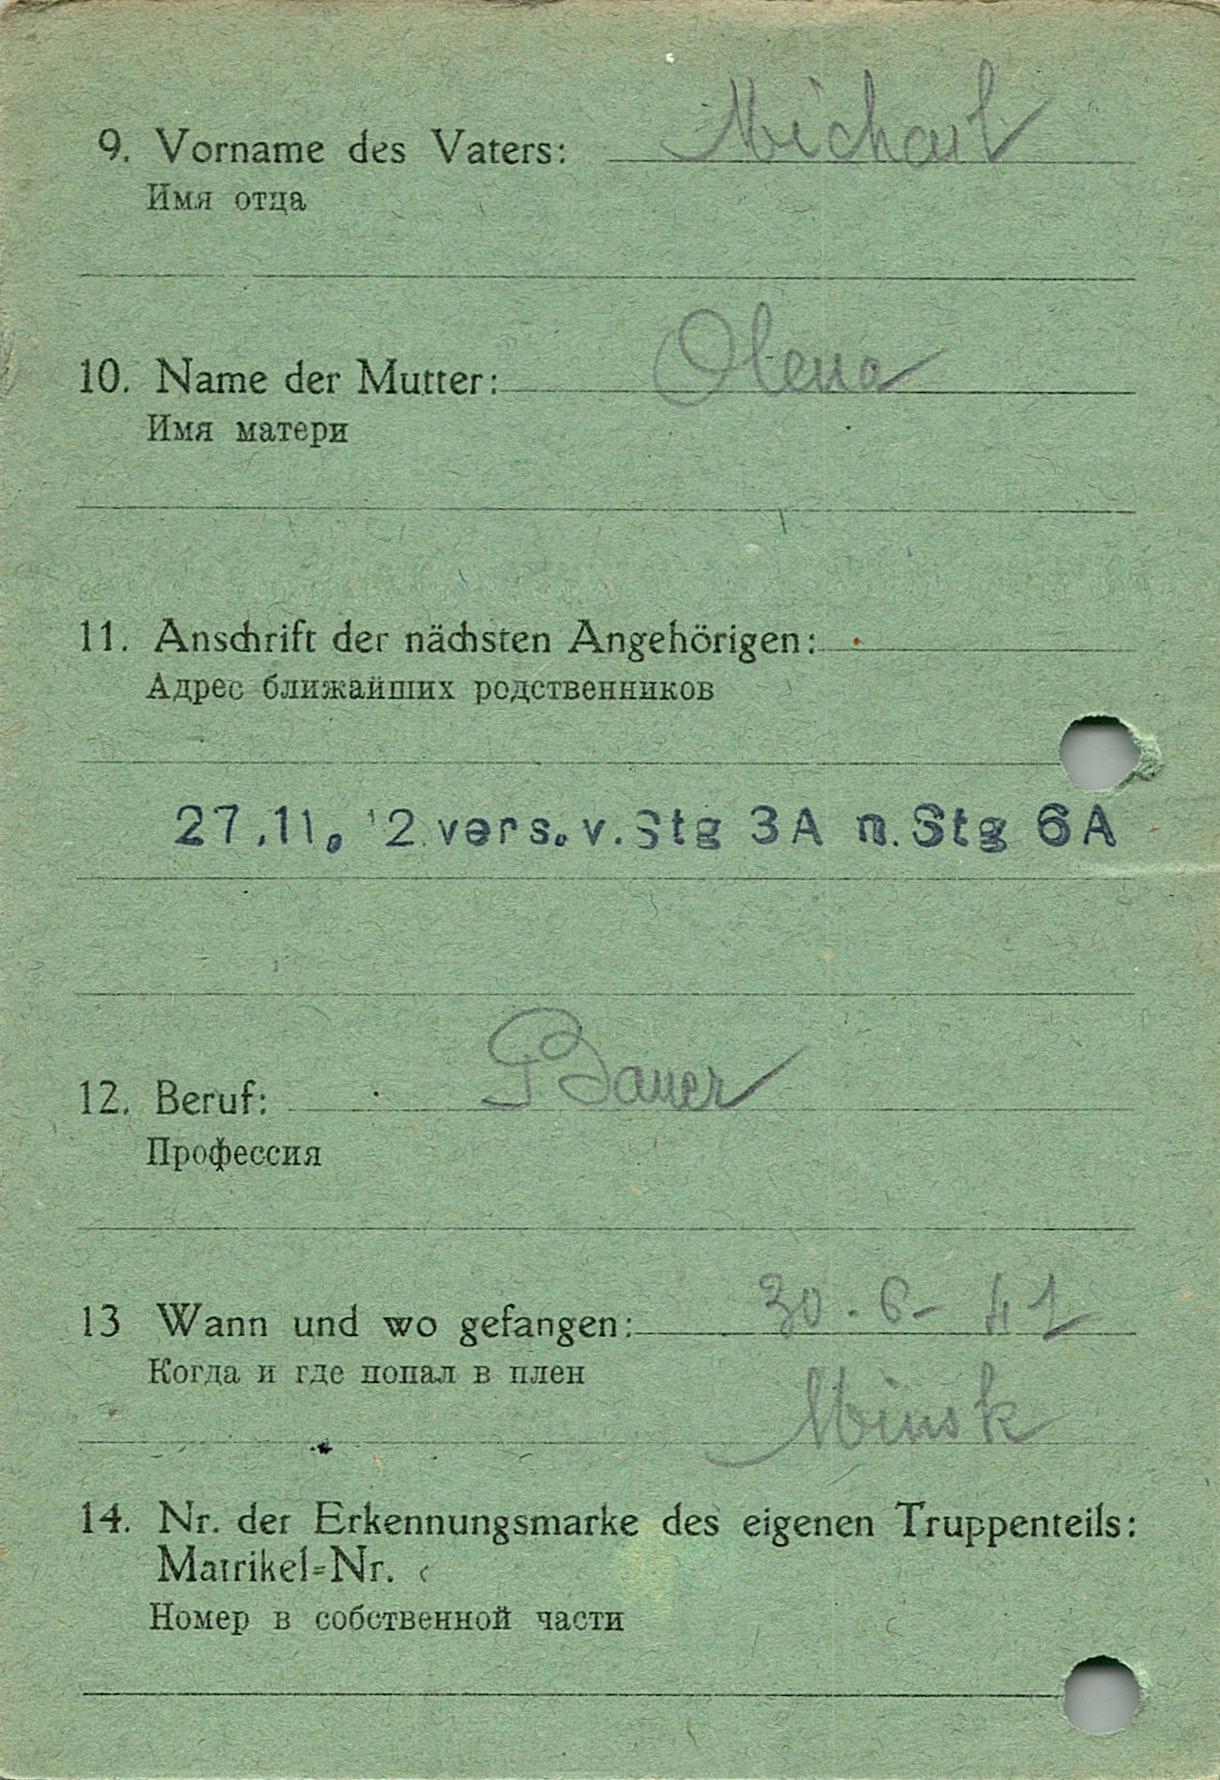 9. Vorname des Vaters: Michail
Имя отца
10. Name der Mutter: Olena
Имя матери
11. Anschrift der nächsten Angehörigen:
Адрес ближайших родственников
27.11. '2 vers. v. Stg 3A n. Stg 6A
12. Beruf: Bauer
Профессия
13 Wann und wo gefangen: 30.6-41
Когда и где попал в плен
Minsk
14. Nr. der Erkennungsmarke des eigenen Truppenteils:
Matrikel=Nr.
Номер в собственной части